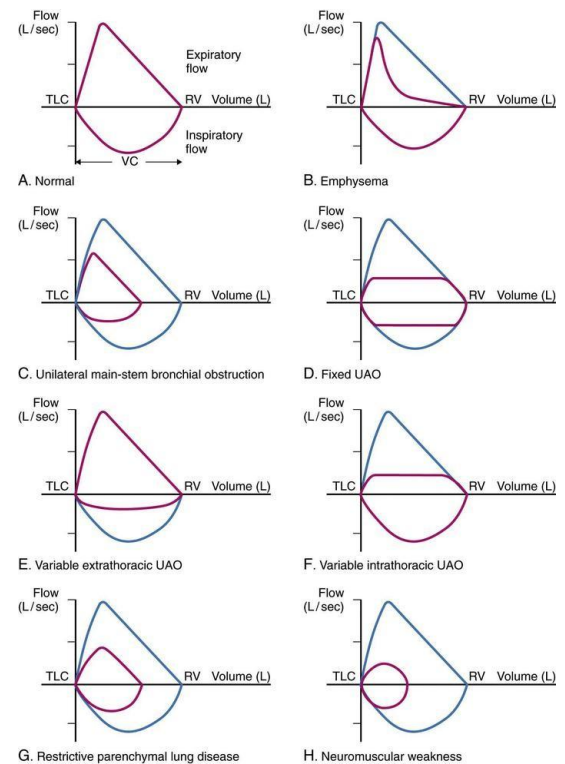 Flow
(L/sec)
Expiratory
flow
TLC
RV Volume (L)
Inspiratory
flow
VC
A. Normal
Flow
(L/sec)
TLC
RV Volume (L)
B. Emphysema
Flow
(L/sec)
TLC
RV Volume (L)
C. Unilateral main-stem bronchial obstruction
Flow
(L/sec)
TLC
RV Volume (L)
D. Fixed UAO
Flow
(L/sec)
TLC
RV Volume (L)
E. Variable extrathoracic UAO
Flow
(L/sec)
TLC
RV Volume (L)
F. Variable intrathoracic UAO
Flow
(L/sec)
TLC
RV Volume (L)
G. Restrictive parenchymal lung disease
Flow
(L/sec)
TLC
RV Volume (L)
H. Neuromuscular weakness